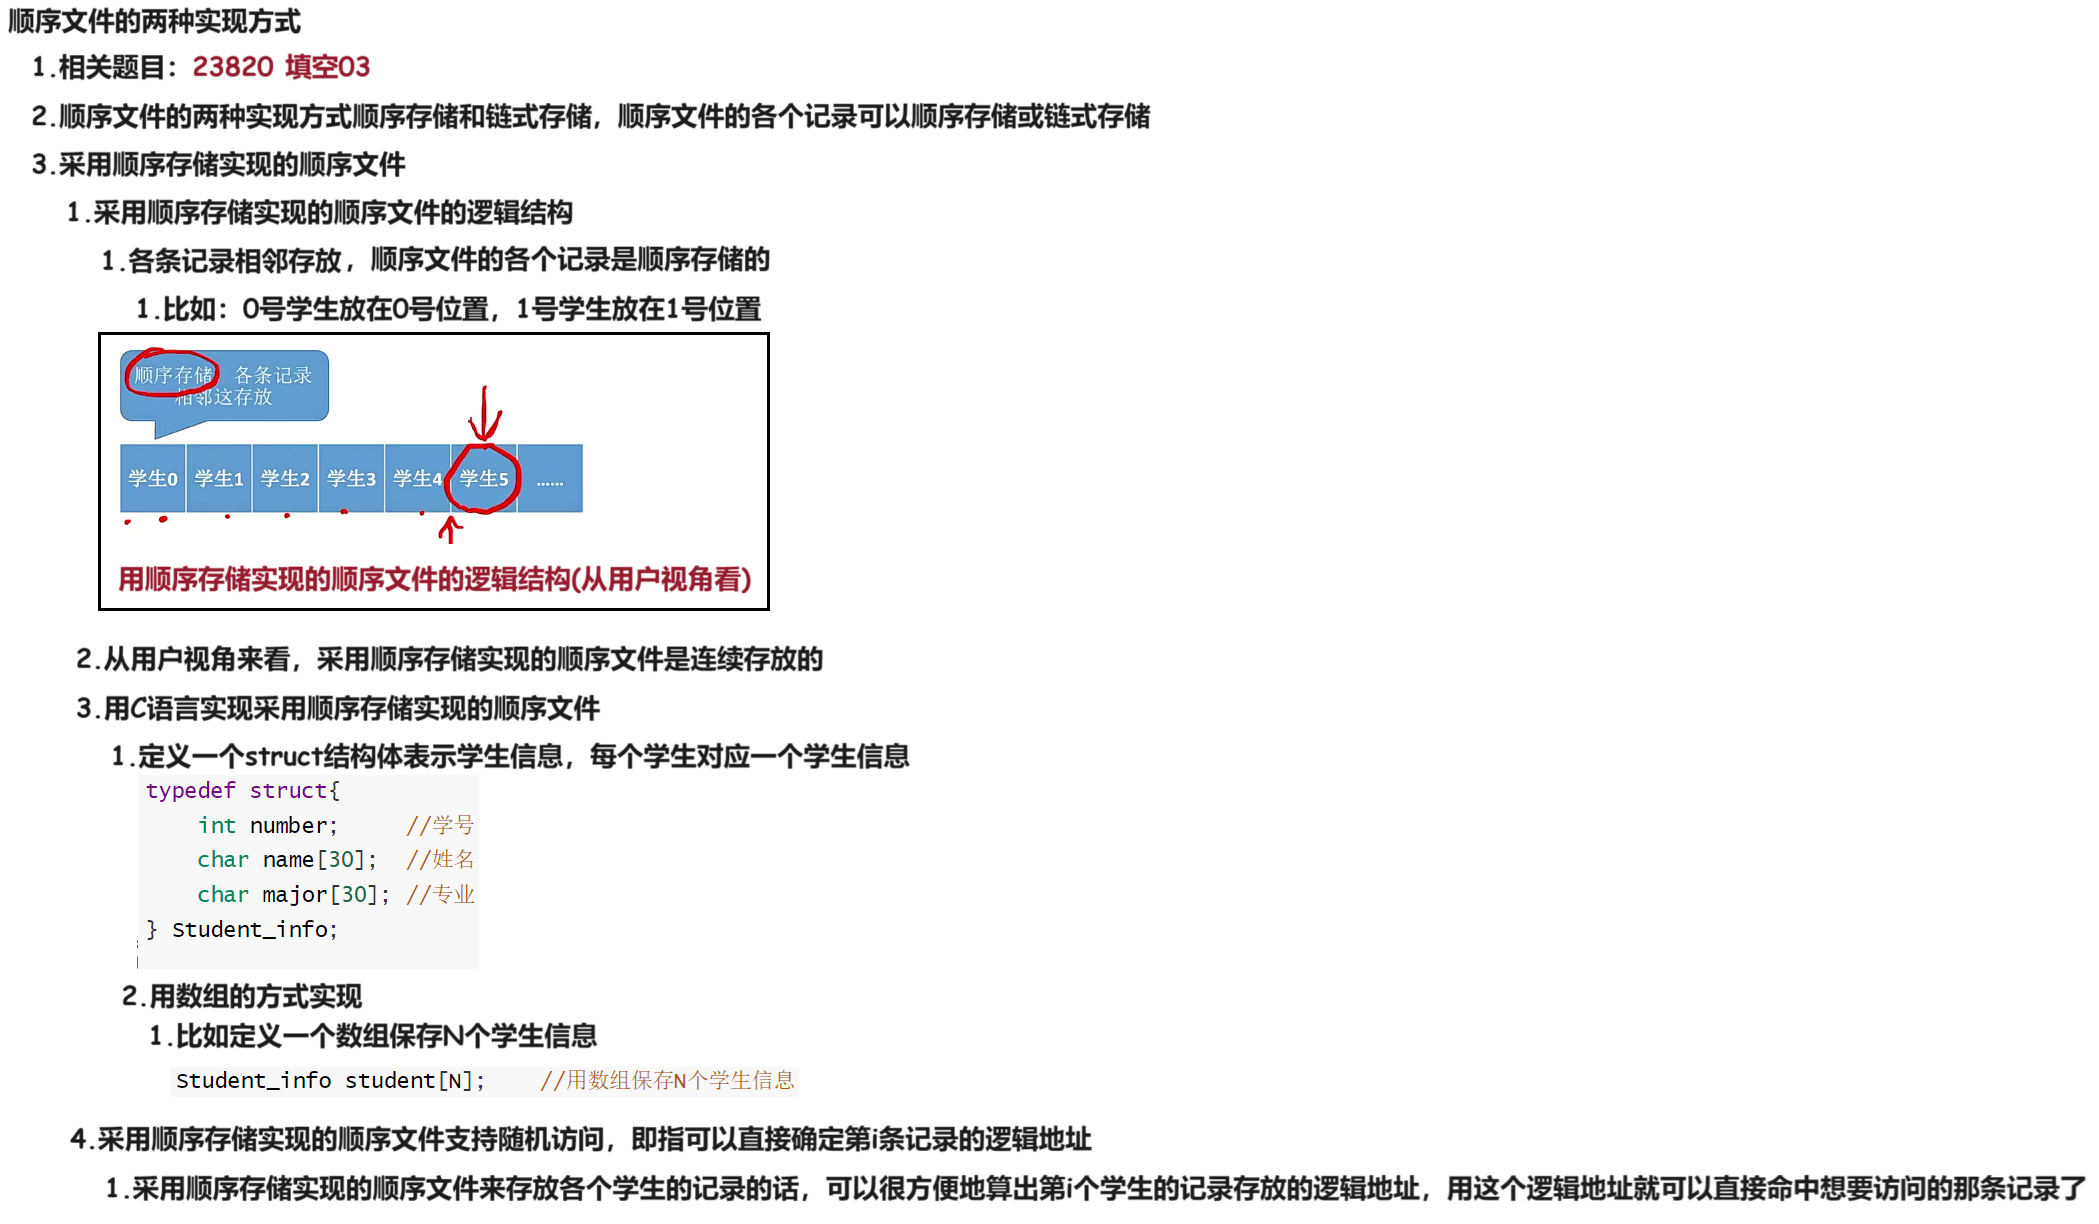 顺序文件的两种实现方式
1.相关题目：23820 填空03
2.顺序文件的两种实现方式顺序存储和链式存储，顺序文件的各个记录可以顺序存储或链式存储
3.采用顺序存储实现的顺序文件
1.采用顺序存储实现的顺序文件的逻辑结构
1.各条记录相邻存放，顺序文件的各个记录是顺序存储的
1.比如：0号学生放在0号位置，1号学生放在1号位置
顺序存储 各条记录
相邻这存放
学生0 学生1 学生2 学生3 学生4 学生5 ......
用顺序存储实现的顺序文件的逻辑结构(从用户视角看)
2.从用户视角来看，采用顺序存储实现的顺序文件是连续存放的
3.用C语言实现采用顺序存储实现的顺序文件
1.定义一个struct结构体表示学生信息，每个学生对应一个学生信息
typedef struct{
int number; //学号
char name[30]; //姓名
char major[30]; //专业
} Student_info;
2.用数组的方式实现
1.比如定义一个数组保存N个学生信息
Student_info student[N]; //用数组保存N个学生信息
4.采用顺序存储实现的顺序文件支持随机访问，即指可以直接确定第i条记录的逻辑地址
1.采用顺序存储实现的顺序文件来存放各个学生的记录的话，可以很方便地算出第i个学生的记录存放的逻辑地址，用这个逻辑地址就可以直接命中想要访问的那条记录了